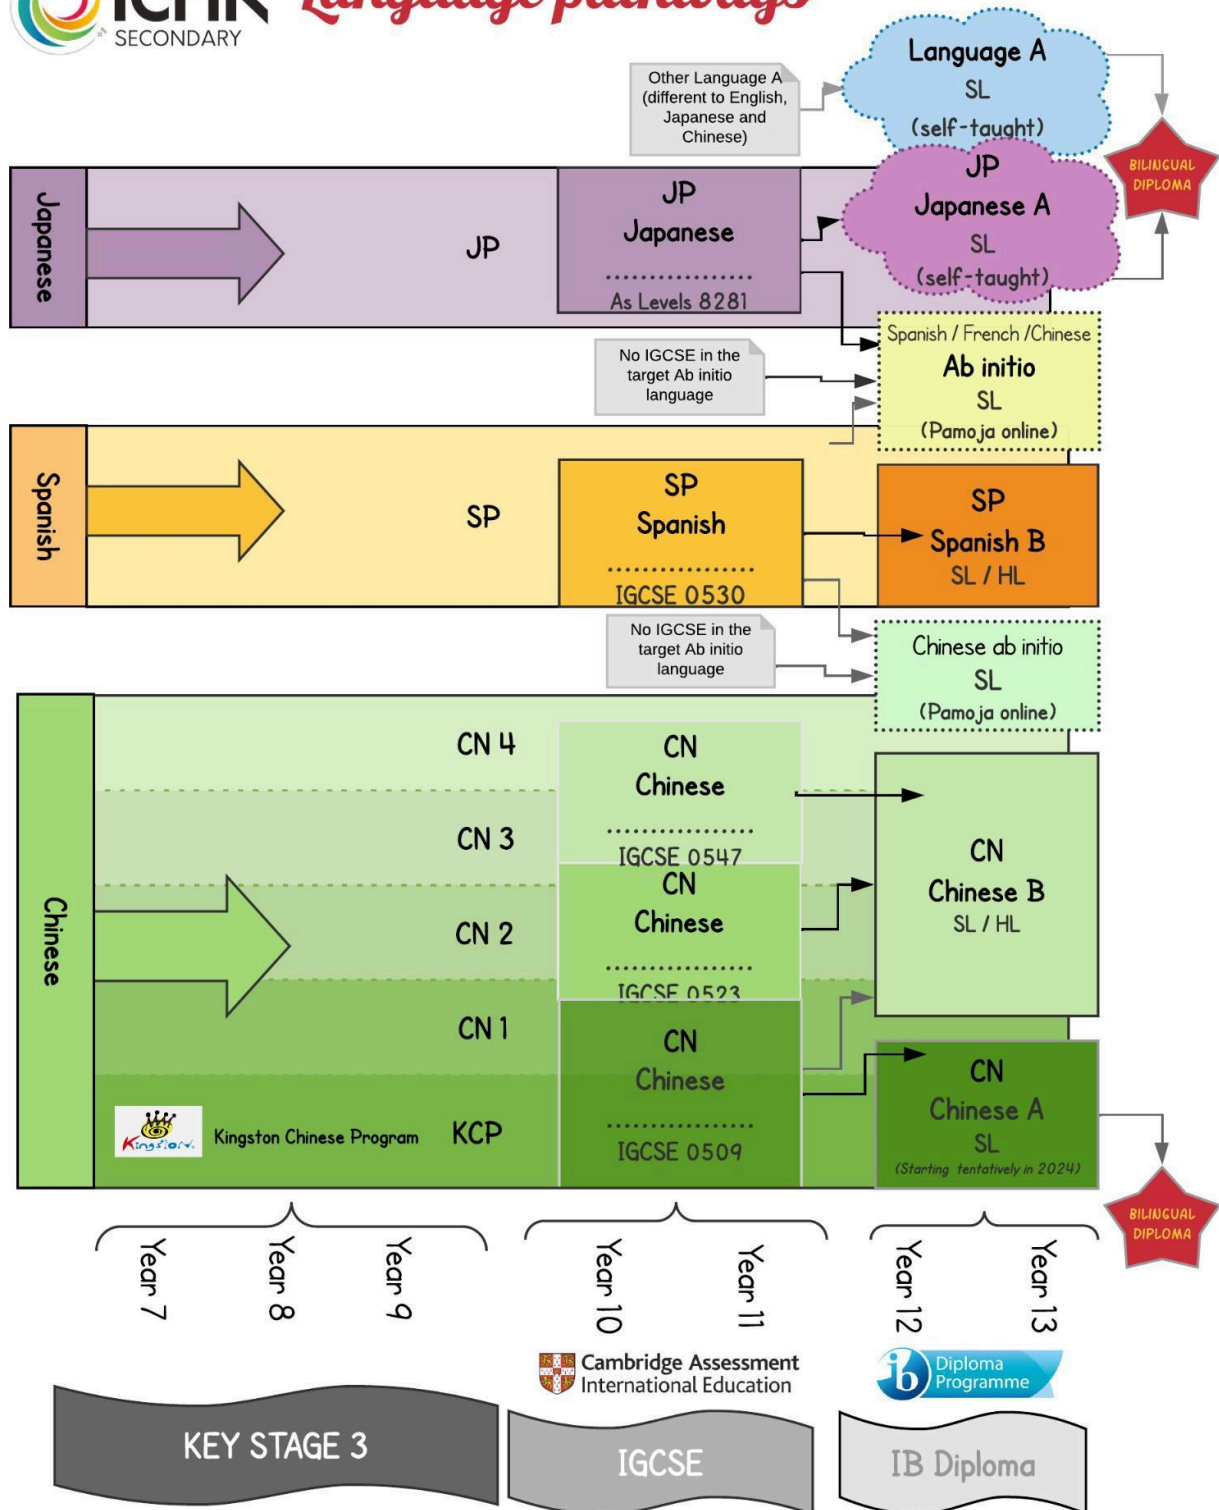 ICHK
Language pathways
SECONDARY
Language A
SL
(self-taught)
Other Language A
(different to English,
Japanese and
Chinese)
BILINGUAL
DIPLOMA
Japanese
JP
JP
Japanese
.................
As Levels 8281
JP
Japanese A
SL
(self-taught)
No IGCSE in the
target Ab initio
language
Spanish / French /Chinese
Ab initio
SL
(Pamoja online)
Spanish
SP
SP
Spanish
.................
IGCSE 0530
SP
Spanish B
SL / HL
No IGCSE in the
target Ab initio
language
Chinese ab initio
SL
(Pamoja online)
Chinese
CN 4
CN 3
CN 2
CN 1
Kingston.
Kingston Chinese Program
KCP
CN
Chinese
.................
IGCSE 0547
CN
Chinese
.................
IGCSE 0523
CN
Chinese
.................
IGCSE 0509
CN
Chinese B
SL / HL
CN
Chinese A
SL
(Starting tentatively in 2024)
BILINGUAL
DIPLOMA
Year 7
Year 8
Year 9
Year 10
Year 11
Year 12
Year 13
Cambridge Assessment
International Education
ib
Diploma
Programme
KEY STAGE 3
IGCSE
IB Diploma